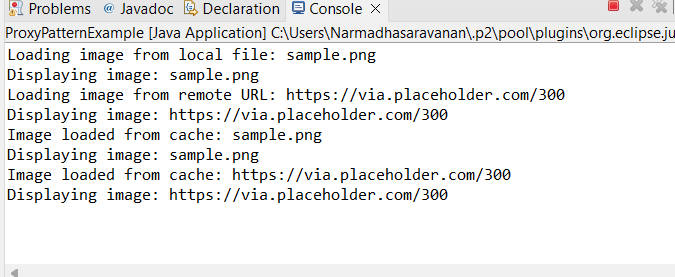 Problems @ Javadoc Declaration Console
ProxyPatternExample [Java Application] C:\Users\Narmadhasaravanan\.p2\pool\plugins\org.eclipse.ju
Loading image from local file: sample.png
Displaying image: sample.png
Loading image from remote URL: https://via.placeholder.com/300
Displaying image: https://via.placeholder.com/300
Image loaded from cache: sample.png
Displaying image: sample.png
Image loaded from cache: https://via.placeholder.com/300
Displaying image: https://via.placeholder.com/300